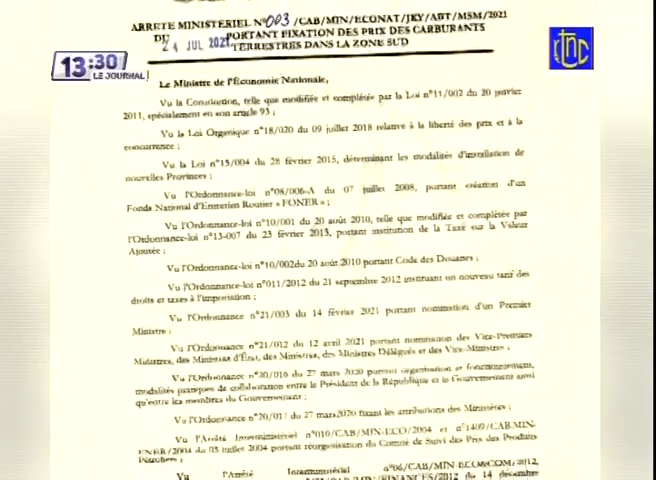 ARRETE MINISTERIEL N°003/CAB/MIN/ECONAT/JKY/ABT/MSM/2021
DU 24 JUL 2021 PORTANT FIXATION DES PRIX DES CARBURANTS
TERRESTRES DANS LA ZONE SUD
13:30
LE JOURNAL
rtnc
Le Ministre de l'Economie Nationale,
Vu la Constitution, telle que modifiée et complétée par la Loi n°11/002 du 20 janvier
2011, spécialement en son article 93 ;
Vu la Loi Organique n°18/020 du 09 juillet 2018 relative à la liberté des prix et à la
concurrence ;
Vu la Loi n°15/004 du 28 février 2015, déterminant les modalités d'installation de
nouvelles Provinces ;
Vu l'Ordonnance-loi n°08/006-A du 07 juillet 2008, portant création d'un
Fonds National d'Entretien Routier « FONER » ;
Vu l'Ordonnance-loi n°10/001 du 20 août 2010, telle que modifiée et complétée par
l'Ordonnance-loi n°13-007 du 23 février 2013, portant institution de la Taxe sur la Valeur
Ajoutée ;
Vu l'Ordonnance-loi n°10/002du 20 août 2010 portant Code des Douanes ;
Vu l'Ordonnance-loi n°011/2012 du 21 septembre 2012 instituant un nouveau tarif des
droits et taxes à l'importation ;
Vu l'Ordonnance n°21/003 du 14 février 2021 portant nomination d'un Premier
Ministre ;
Vu l'Ordonnance n°21/012 du 12 avril 2021 portant nomination des Vice-Premiers
Ministres, des Ministres d'État, des Ministres, des Ministres Délégués et des Vice-Ministres ;
Vu l'Ordonnance n°20/016 du 27 mars 2020 portant organisation et fonctionnement,
modalités pratiques de collaboration entre le Président de la République et le Gouvernement ainsi
qu'entre les membres du Gouvernement ;
Vu l'Ordonnance n°20/017 du 27 mars2020 fixant les attributions des Ministères ;
Vu l'Arrêté Interministériel n°010/CAB/MIN-ECO/2004 et n°1409/CAB/MIN-
ENER/2004 du 05 juillet 2004 portant réorganisation du Comité de Suivi des Prix des Produits
Pétroliers ;
Vu l'Arrêté Interministériel n°06/CAB/MIN-ECO&COM/2012,
MIN/FINANCES/2012 du 14 décembre